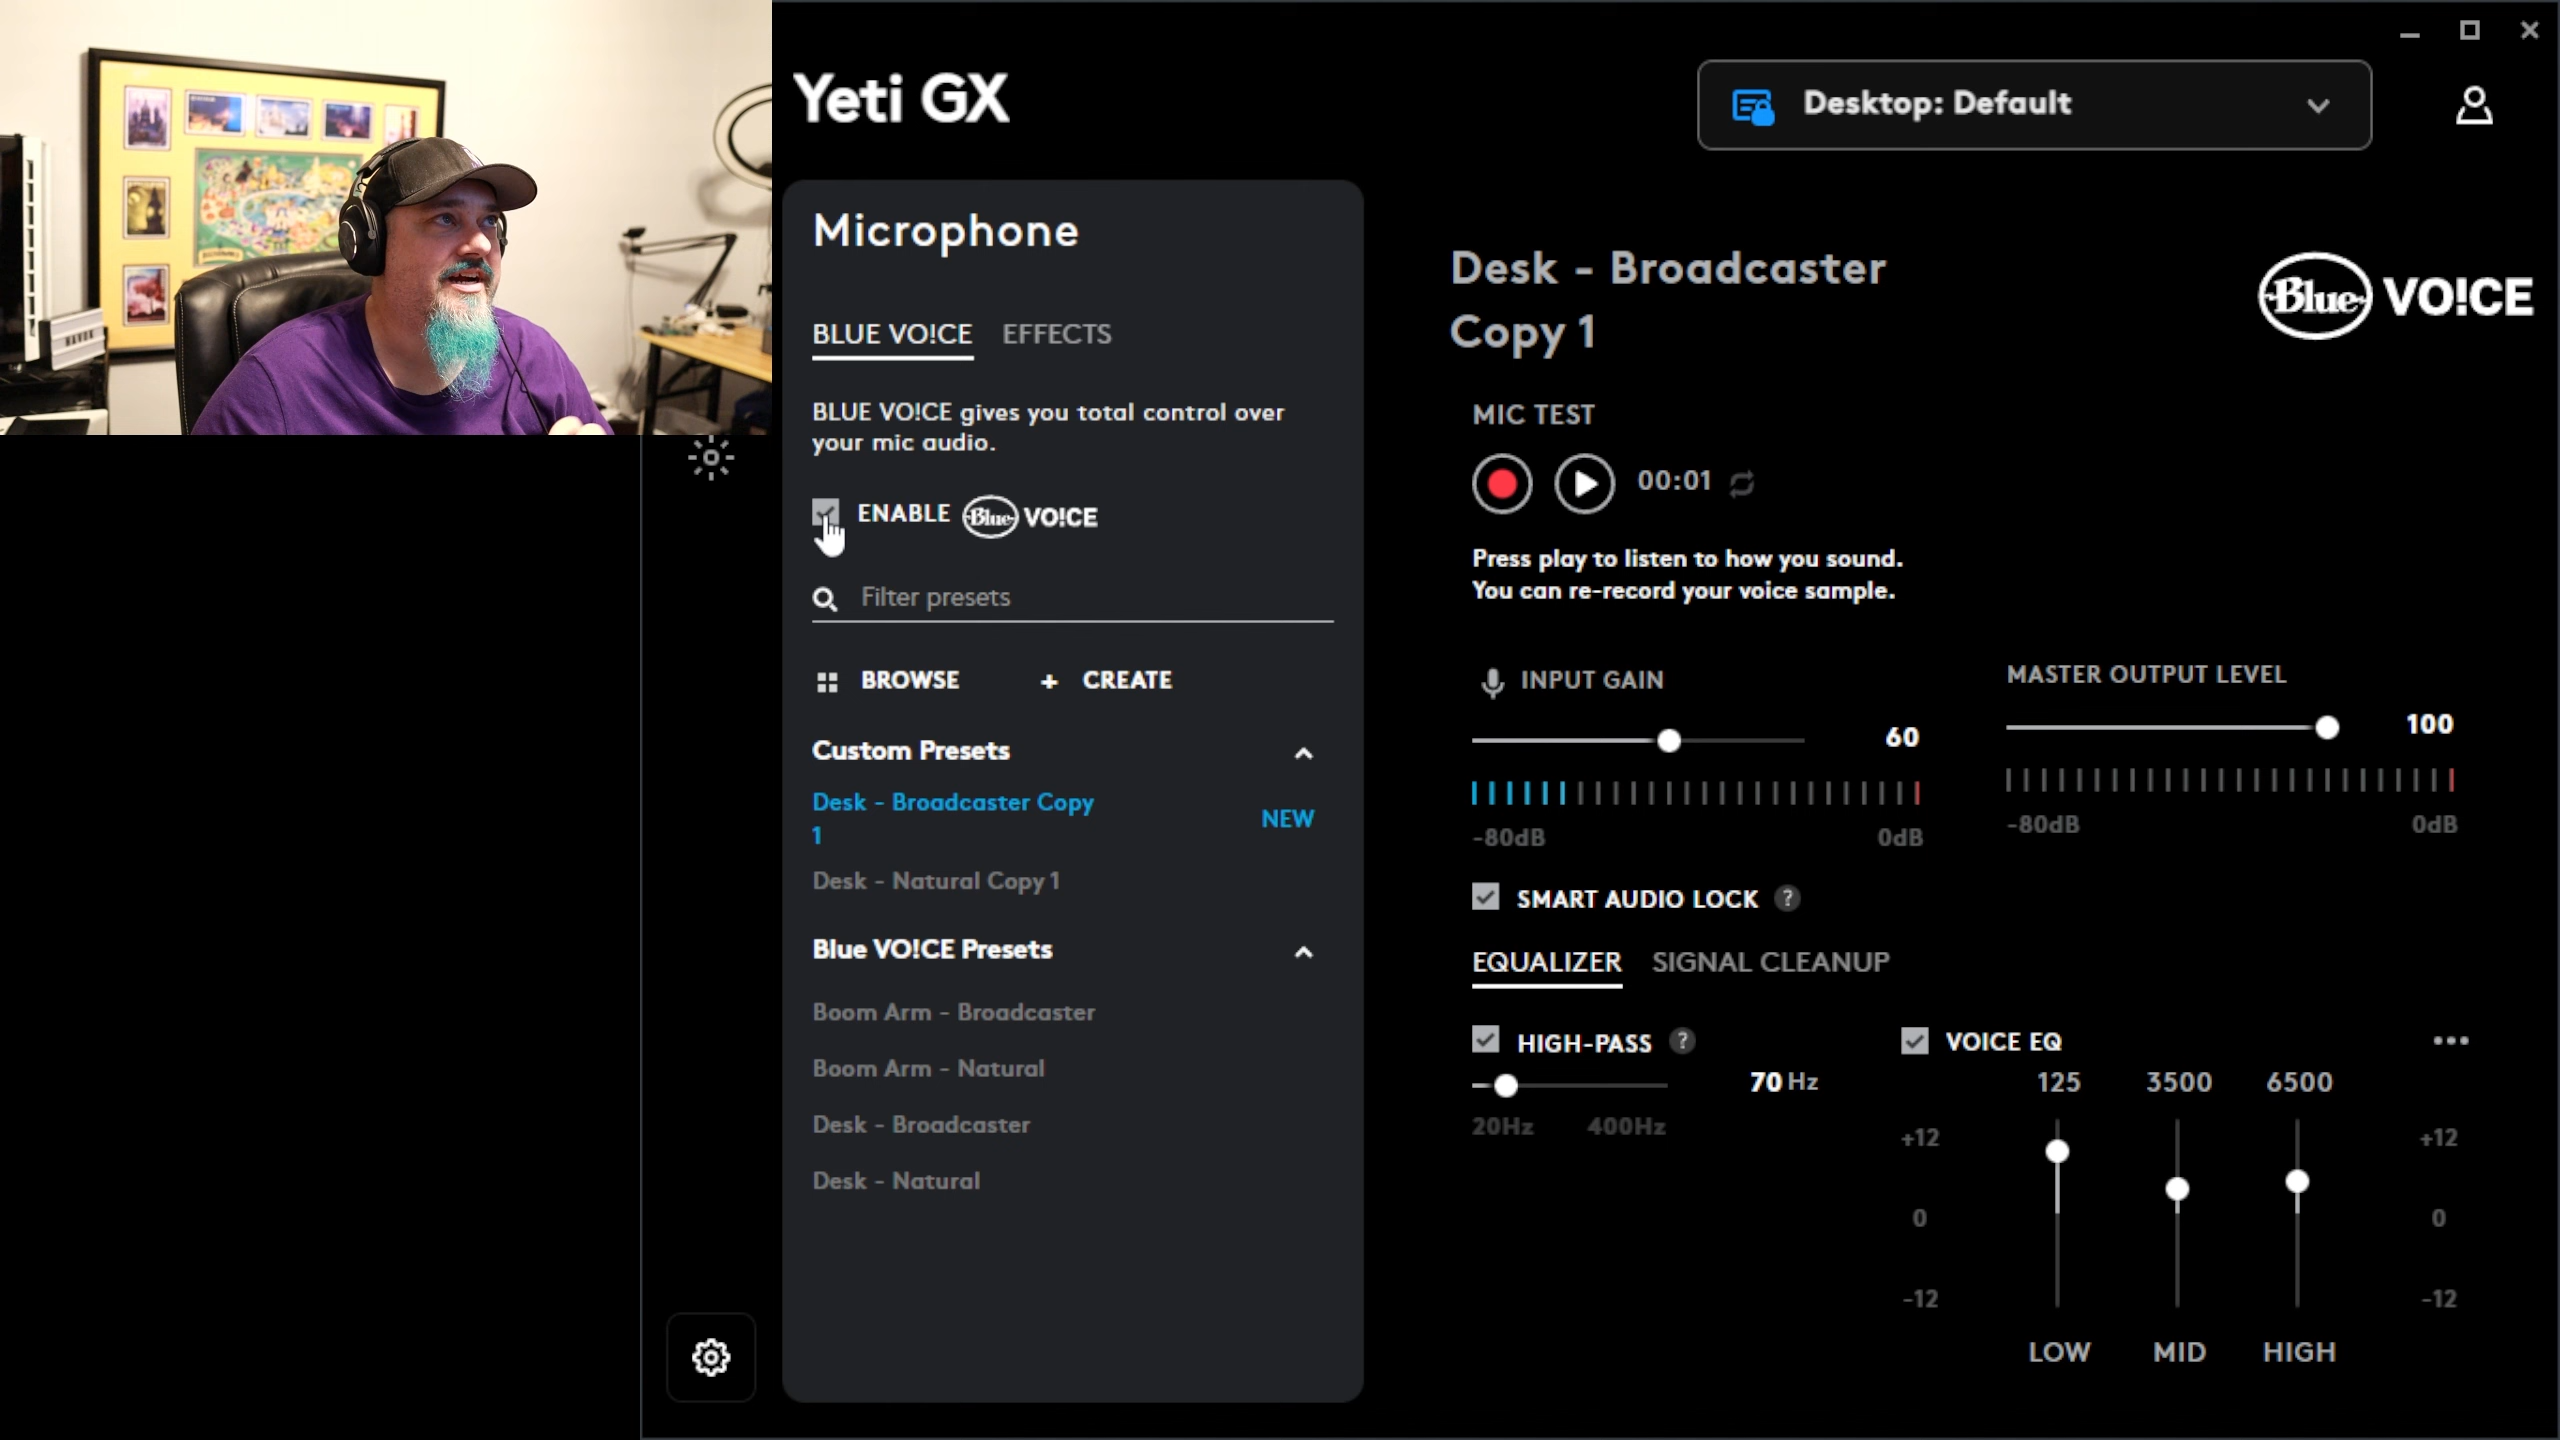 Yeti GX
Desktop: Default
Microphone
BLUE VO!CE
EFFECTS
BLUE VO!CE gives you total control over
your mic audio.
ENABLE Blue VO!CE
Filter presets
BROWSE
+ CREATE
Custom Presets
Desk - Broadcaster Copy
1
NEW
Desk - Natural Copy 1
Blue VO!CE Presets
Boom Arm - Broadcaster
Boom Arm - Natural
Desk - Broadcaster
Desk - Natural
Desk - Broadcaster
Copy 1
Blue VO!CE
MIC TEST
00:01
Press play to listen to how you sound.
You can re-record your voice sample.
INPUT GAIN
60
-80dB
0dB
MASTER OUTPUT LEVEL
100
-80dB
0dB
SMART AUDIO LOCK ?
EQUALIZER
SIGNAL CLEANUP
HIGH-PASS ?
70 Hz
20Hz
400Hz
VOICE EQ
125
3500
6500
+12
+12
0
0
-12
-12
LOW
MID
HIGH